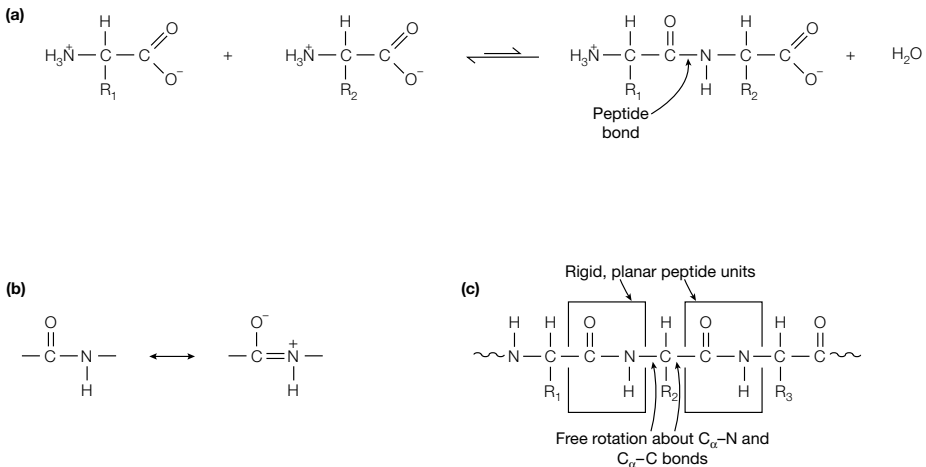 (a)
H O H O H O H O
H₃N⁺ — C — C + H₃N⁺ — C — C ⇌ H₃N⁺ — C — C — N — C — C + H₂O
R₁ O⁻ R₂ O⁻ R₁ H R₂ O⁻
Peptide
bond
(b)
O O⁻
— C — N — ↔ — C = N⁺ —
H H
(c)
Rigid, planar peptide units
H H O H O H O
N — C — C — N — C — C — N — C — C
R₁ H R₂ H R₃
Free rotation about Cα–N and
Cα–C bonds